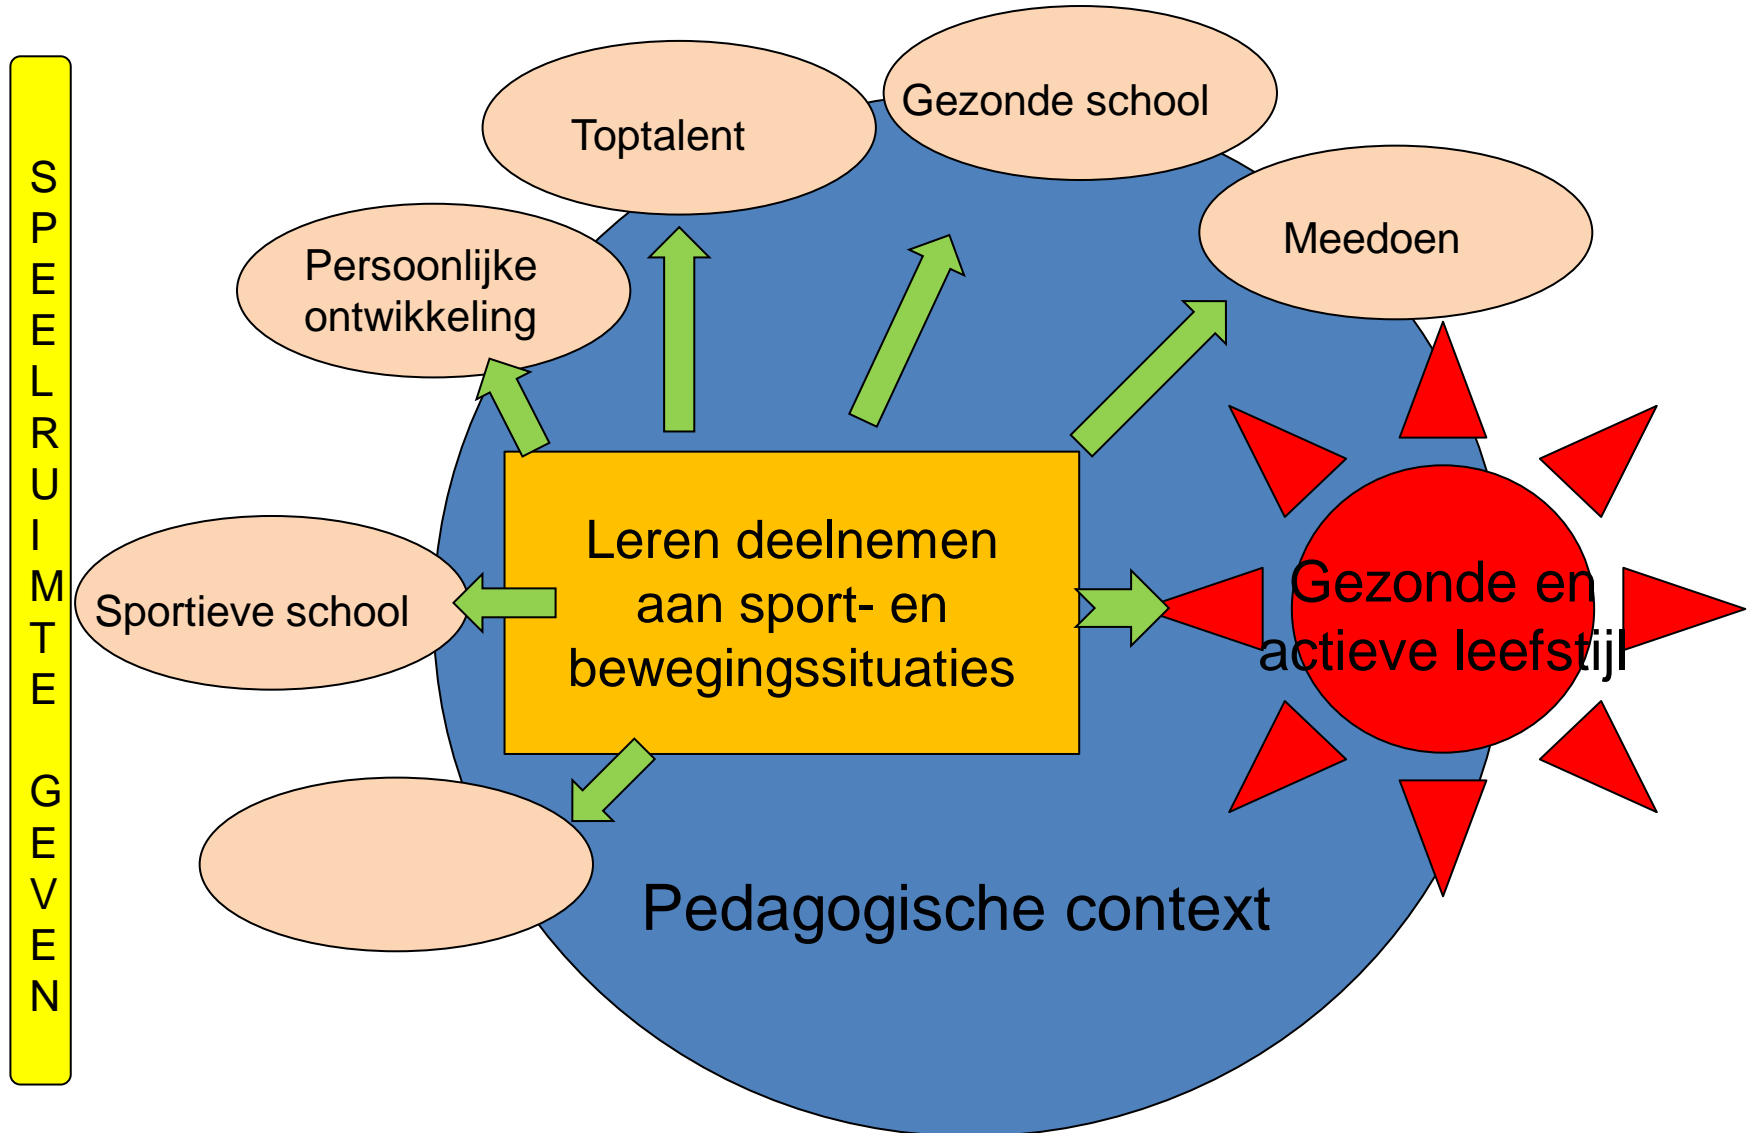 SPEELRUIMTE GEVEN
Toptalent
Gezonde school
Meedoen
Persoonlijke
ontwikkeling
Sportieve school
Leren deelnemen
aan sport- en
bewegingssituaties
Gezonde en
actieve leefstijl
Pedagogische context